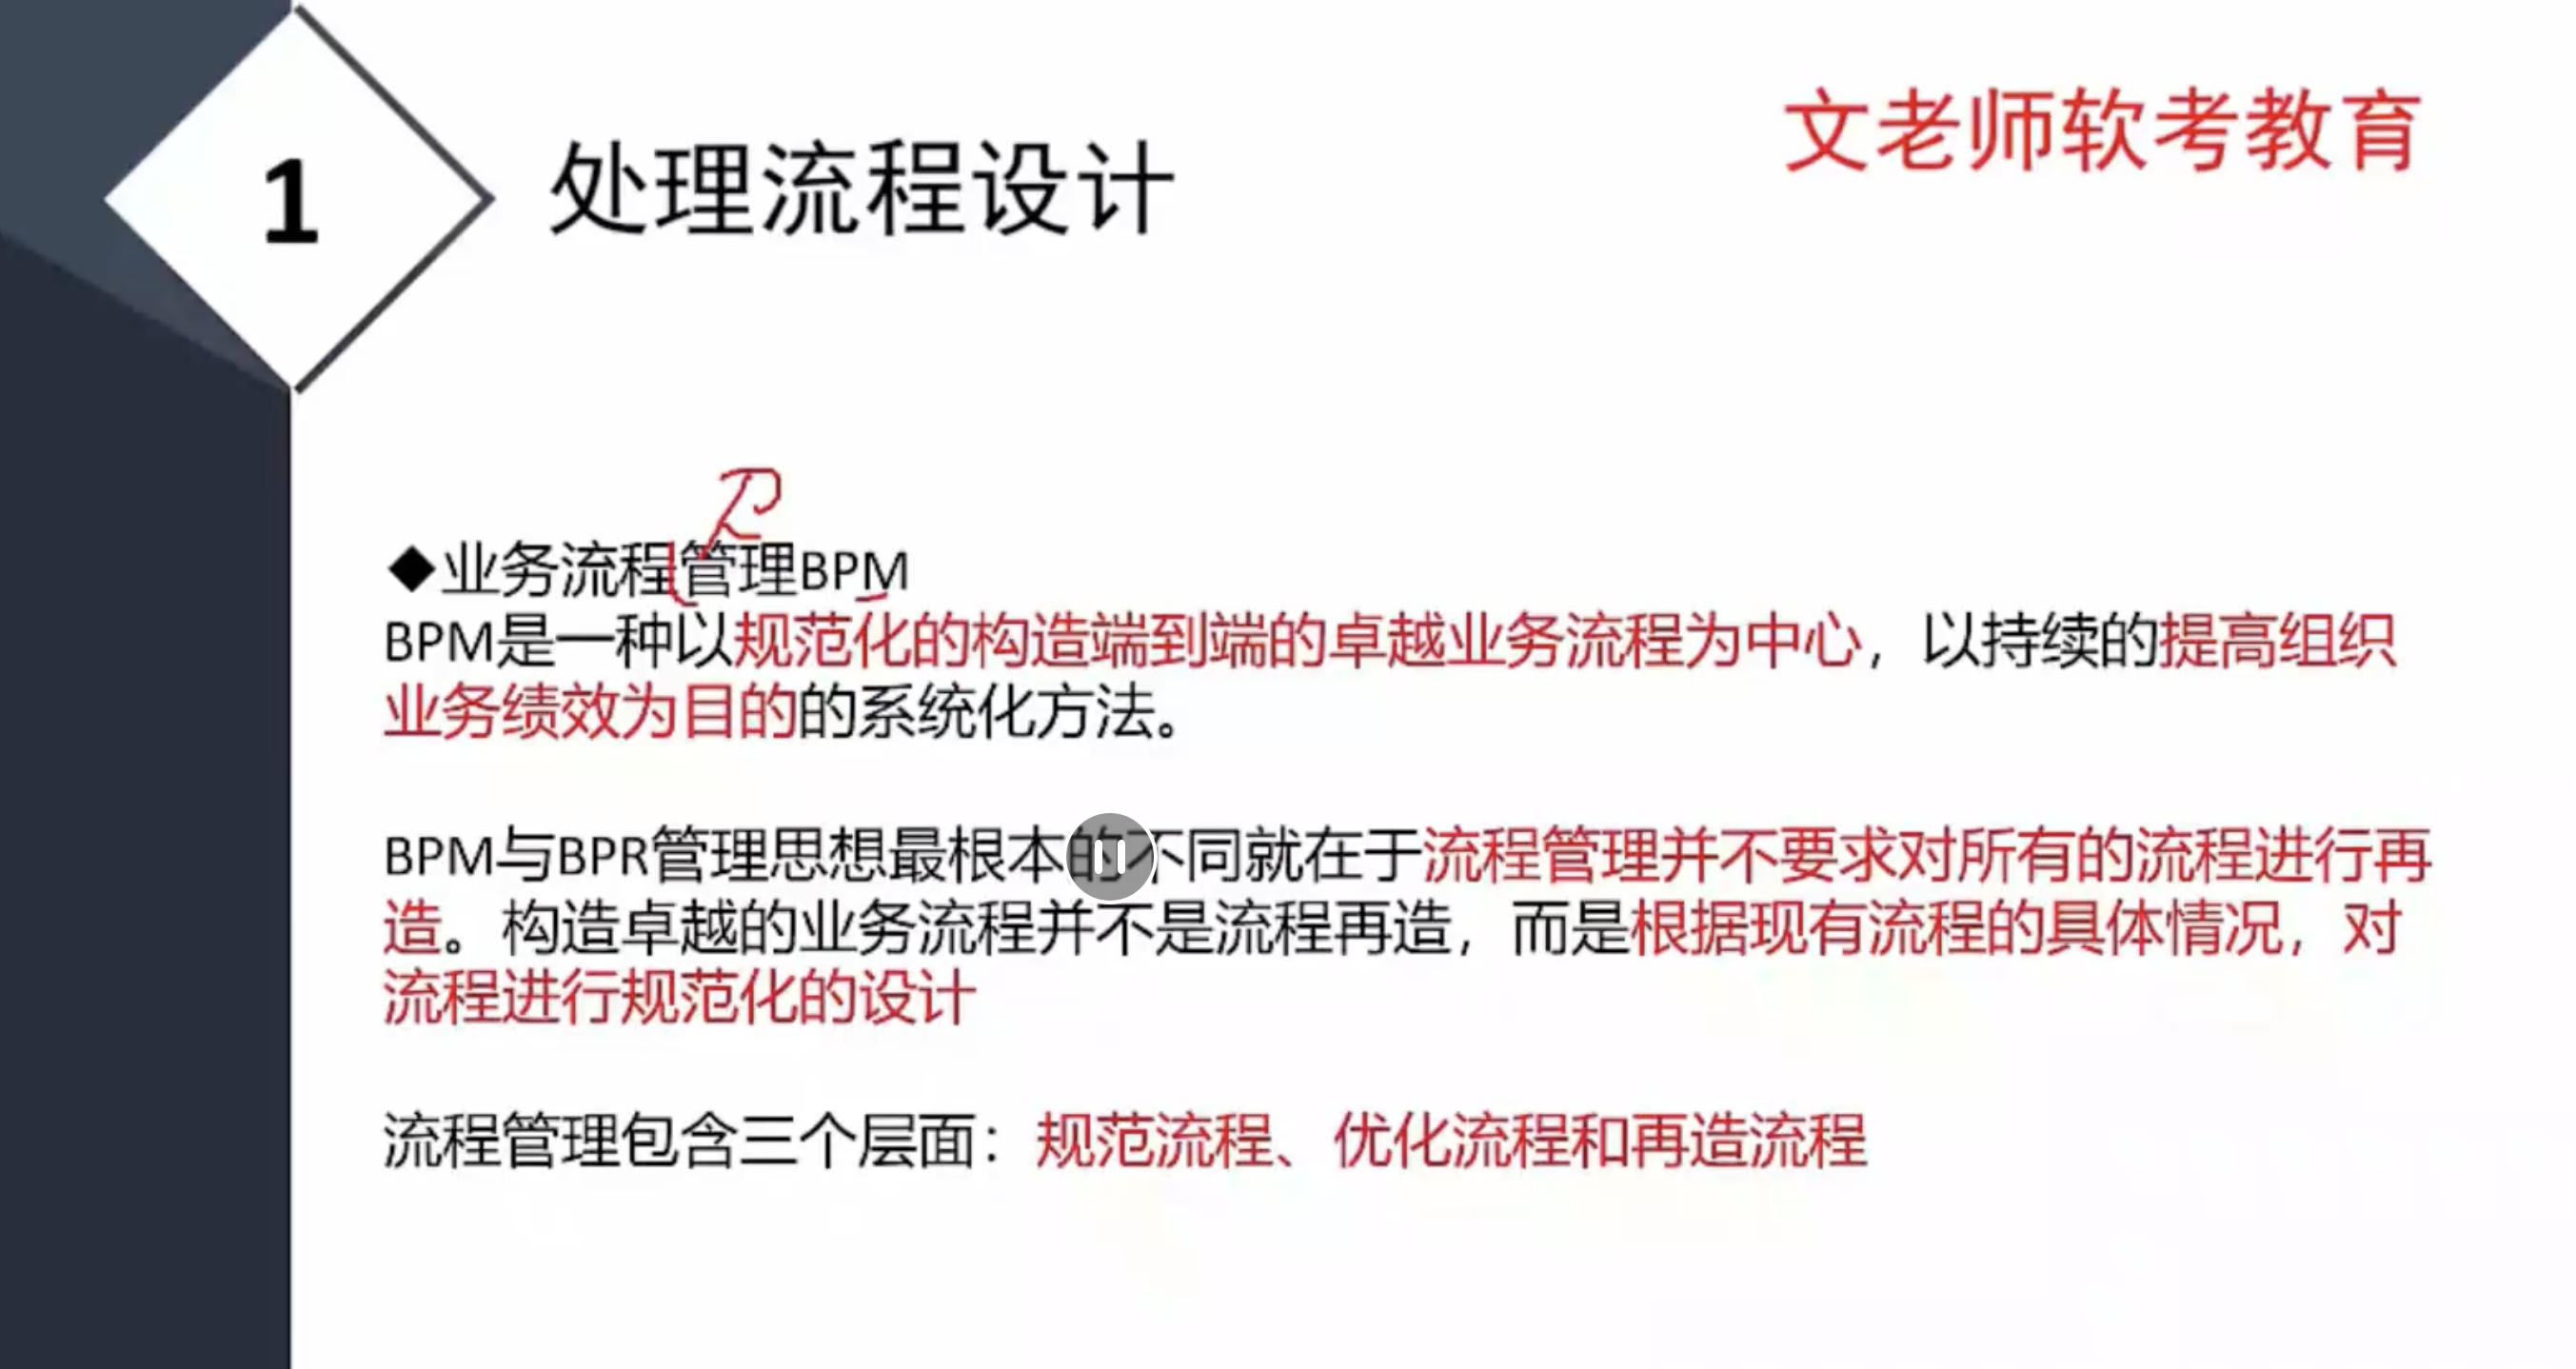 文老师软考教育
1
处理流程设计
R
◆业务流程管理BPM
BPM是一种以规范化的构造端到端的卓越业务流程为中心，以持续的提高组织
业务绩效为目的的系统化方法。
BPM与BPR管理思想最根本的不同就在于流程管理并不要求对所有的流程进行再
造。构造卓越的业务流程并不是流程再造，而是根据现有流程的具体情况，对
流程进行规范化的设计
流程管理包含三个层面：规范流程、优化流程和再造流程